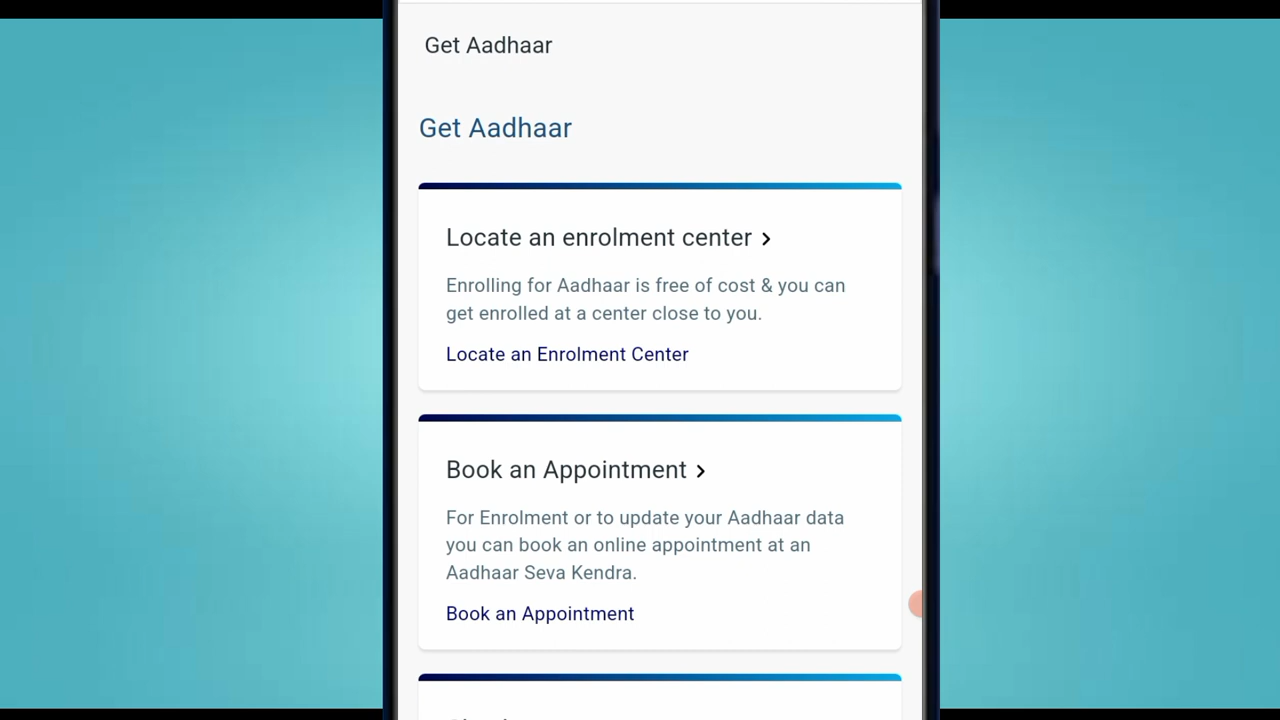 Get Aadhaar
Get Aadhaar
Locate an enrolment center
Enrolling for Aadhaar is free of cost & you can
get enrolled at a center close to you.
Locate an Enrolment Center
Book an Appointment
For Enrolment or to update your Aadhaar data
you can book an online appointment at an
Aadhaar Seva Kendra.
Book an Appointment